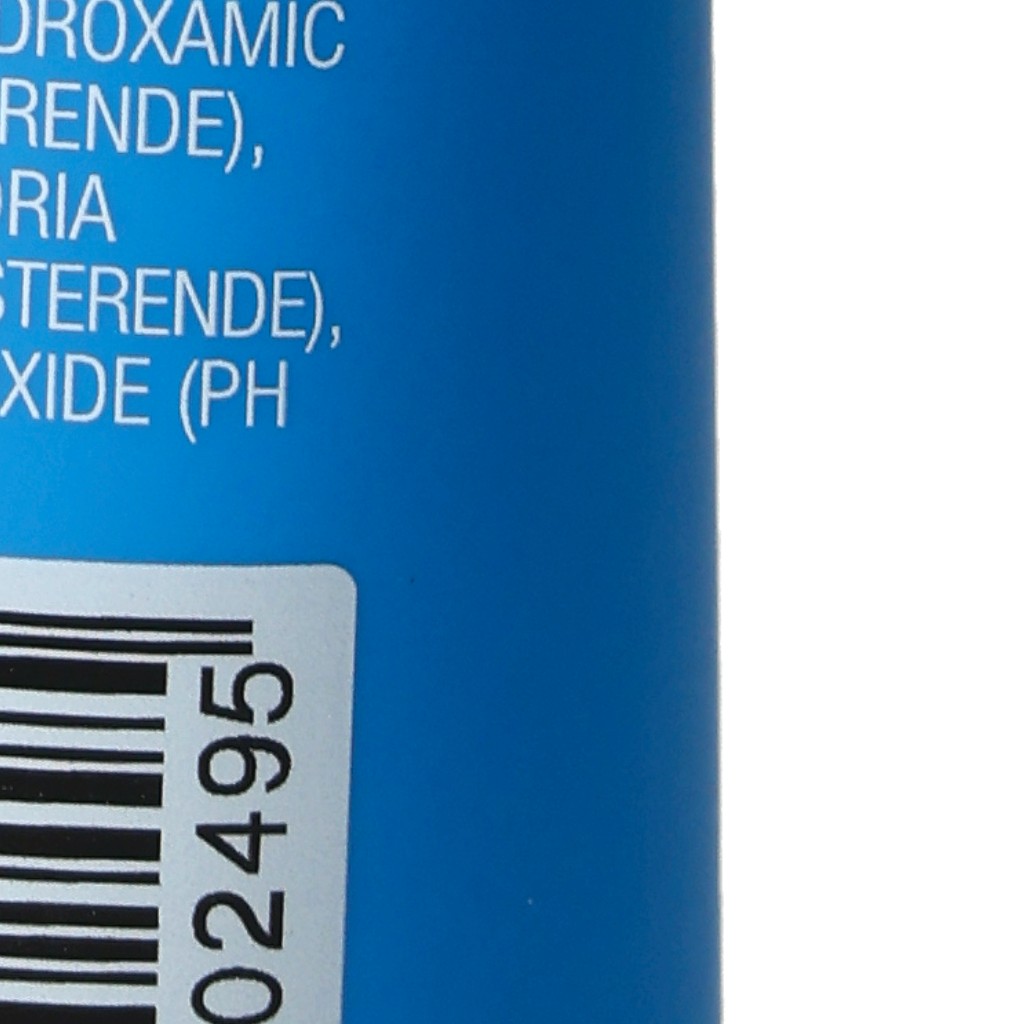 DROXAMIC
RENDE),
ORIA
STERENDE),
XIDE (PH
02495